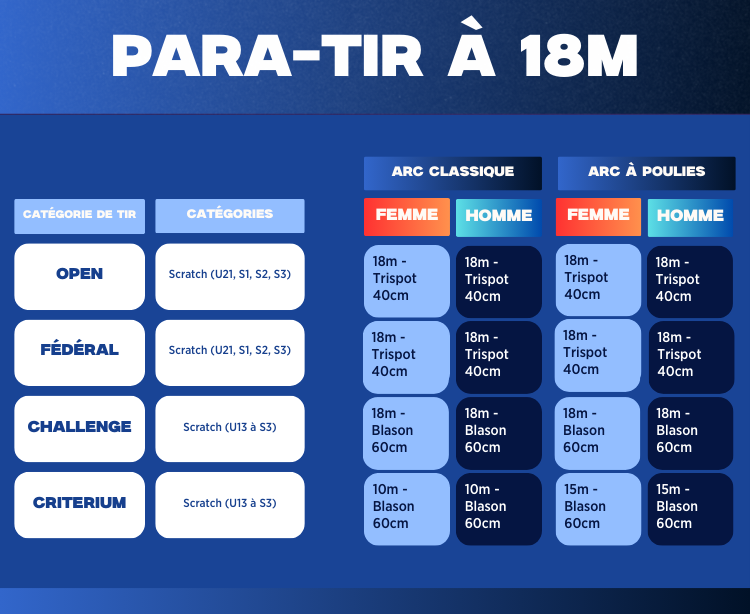 PARA-TIR À 18M
ARC CLASSIQUE
ARC À POULIES
CATÉGORIE DE TIR
CATÉGORIES
FEMME
HOMME
FEMME
HOMME
OPEN
Scratch (U21, S1, S2, S3)
18m -
Trispot
40cm
18m -
Trispot
40cm
18m -
Trispot
40cm
18m -
Trispot
40cm
FÉDÉRAL
Scratch (U21, S1, S2, S3)
18m -
Trispot
40cm
18m -
Trispot
40cm
18m -
Trispot
40cm
18m -
Trispot
40cm
CHALLENGE
Scratch (U13 à S3)
18m -
Blason
60cm
18m -
Blason
60cm
18m -
Blason
60cm
18m -
Blason
60cm
CRITERIUM
Scratch (U13 à S3)
10m -
Blason
60cm
10m -
Blason
60cm
15m -
Blason
60cm
15m -
Blason
60cm